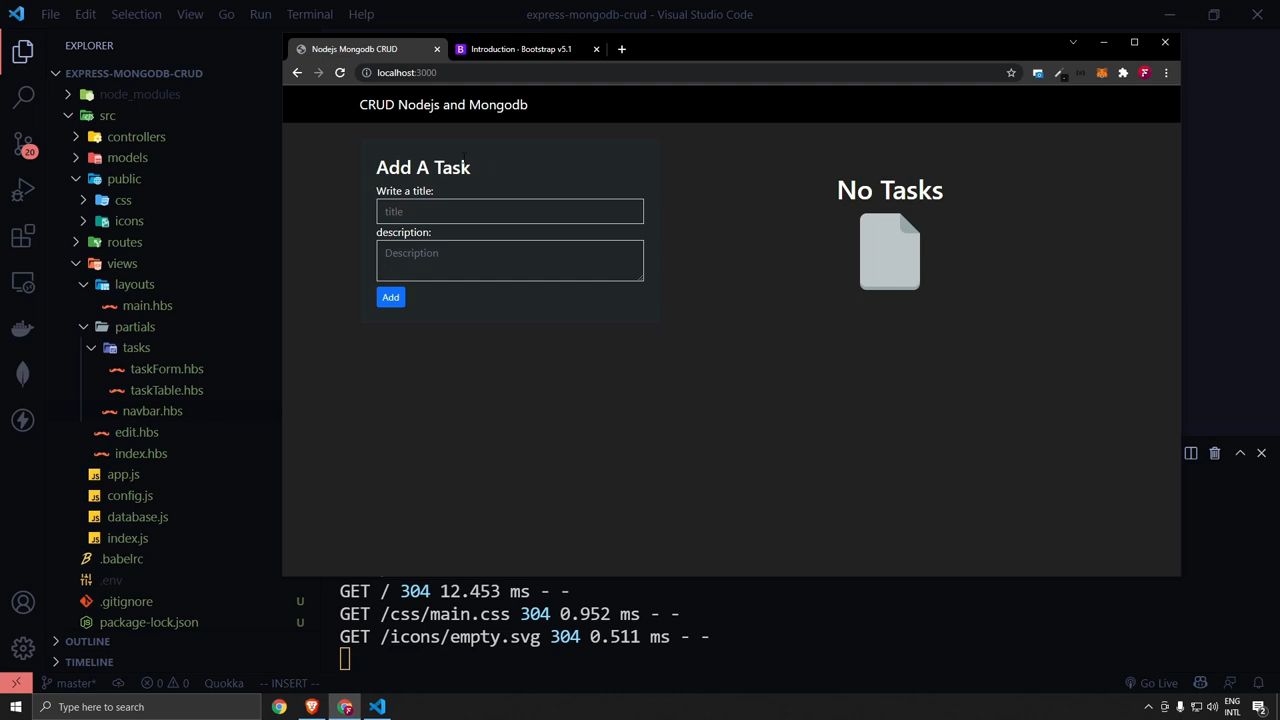 File Edit Selection View Go Run Terminal Help
express-mongodb-crud - Visual Studio Code
EXPLORER
EXPRESS-MONGODB-CRUD
node_modules
src
controllers
models
public
css
icons
routes
views
layouts
main.hbs
partials
tasks
taskForm.hbs
taskTable.hbs
navbar.hbs
edit.hbs
index.hbs
app.js
config.js
database.js
index.js
.babelrc
.env
.gitignore U
package-lock.json U
OUTLINE
TIMELINE
20
Nodejs Mongodb CRUD
Introduction · Bootstrap v5.1
localhost:3000
CRUD Nodejs and Mongodb
Add A Task
Write a title:
title
description:
Description
Add
No Tasks
GET / 304 12.453 ms - -
GET /css/main.css 304 0.952 ms - -
GET /icons/empty.svg 304 0.511 ms - -
master* 0 0 Quokka -- INSERT -- Go Live
Type here to search
ENG
INTL
2